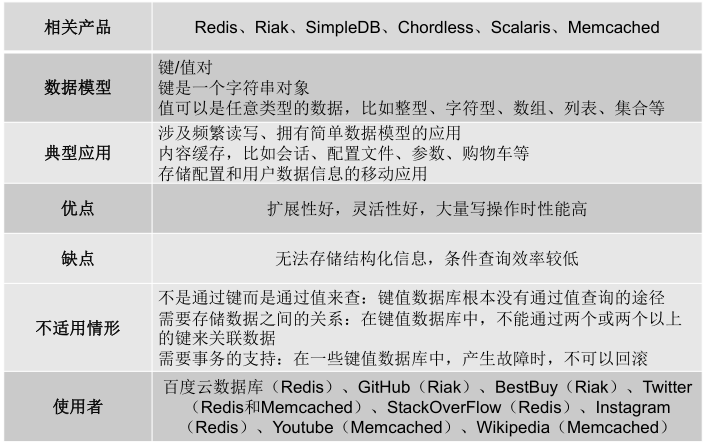 相关产品
Redis、Riak、SimpleDB、Chordless、Scalaris、Memcached
数据模型
键/值对
键是一个字符串对象
值可以是任意类型的数据，比如整型、字符型、数组、列表、集合等
典型应用
涉及频繁读写、拥有简单数据模型的应用
内容缓存，比如会话、配置文件、参数、购物车等
存储配置和用户数据信息的移动应用
优点
扩展性好，灵活性好，大量写操作时性能高
缺点
无法存储结构化信息，条件查询效率较低
不适用情形
不是通过键而是通过值来查：键值数据库根本没有通过值查询的途径
需要存储数据之间的关系：在键值数据库中，不能通过两个或两个以上
的键来关联数据
需要事务的支持：在一些键值数据库中，产生故障时，不可以回滚
使用者
百度云数据库（Redis）、GitHub（Riak）、BestBuy（Riak）、Twitter
（Redis和Memcached）、StackOverFlow（Redis）、Instagram
（Redis）、Youtube（Memcached）、Wikipedia（Memcached）